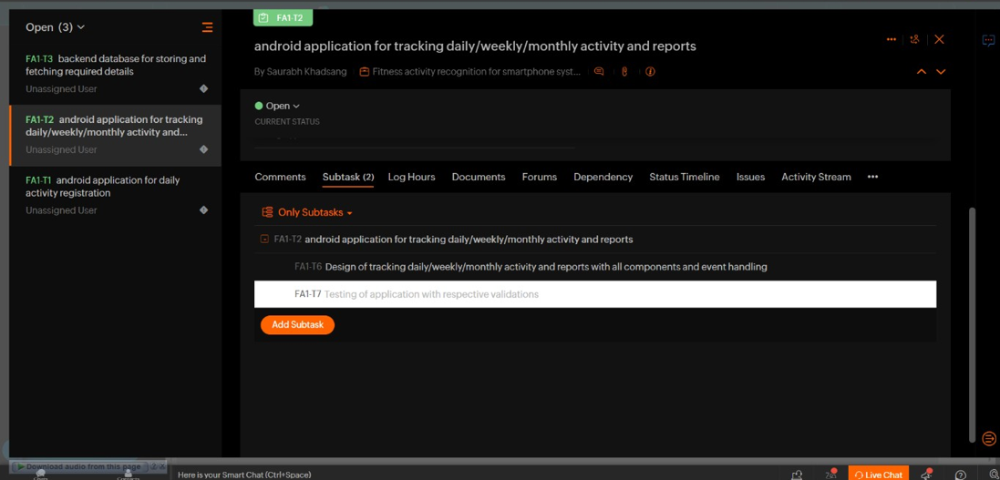 Open (3)
FA1-T3 backend database for storing and
fetching required details
Unassigned User
FA1-T2 android application for tracking
daily/weekly/monthly activity and...
Unassigned User
FA1-T1 android application for daily
activity registration
Unassigned User
FA1-T2
android application for tracking daily/weekly/monthly activity and reports
By Saurabh Khadsang Fitness activity recognition for smartphone syst...
Open
CURRENT STATUS
Comments Subtask (2) Log Hours Documents Forums Dependency Status Timeline Issues Activity Stream
Only Subtasks
FA1-T2 android application for tracking daily/weekly/monthly activity and reports
FA1-T6 Design of tracking daily/weekly/monthly activity and reports with all components and event handling
FA1-T7 Testing of application with respective validations
Add Subtask
Download audio from this page ? X
Here is your Smart Chat (Ctrl+Space)
Live Chat